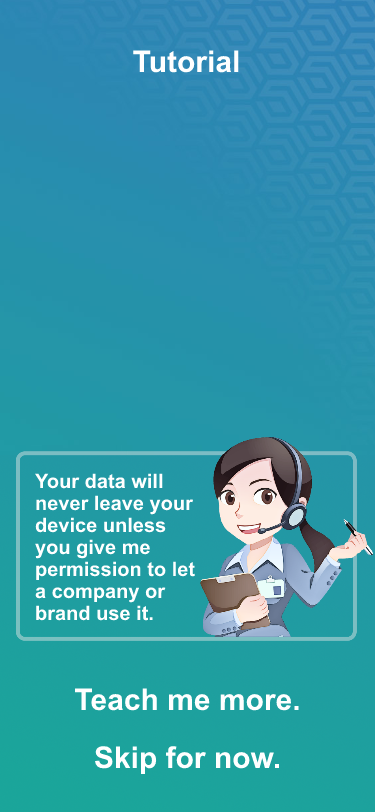 Tutorial
Your data will
never leave your
device unless
you give me
permission to let
a company or
brand use it.
Teach me more.
Skip for now.